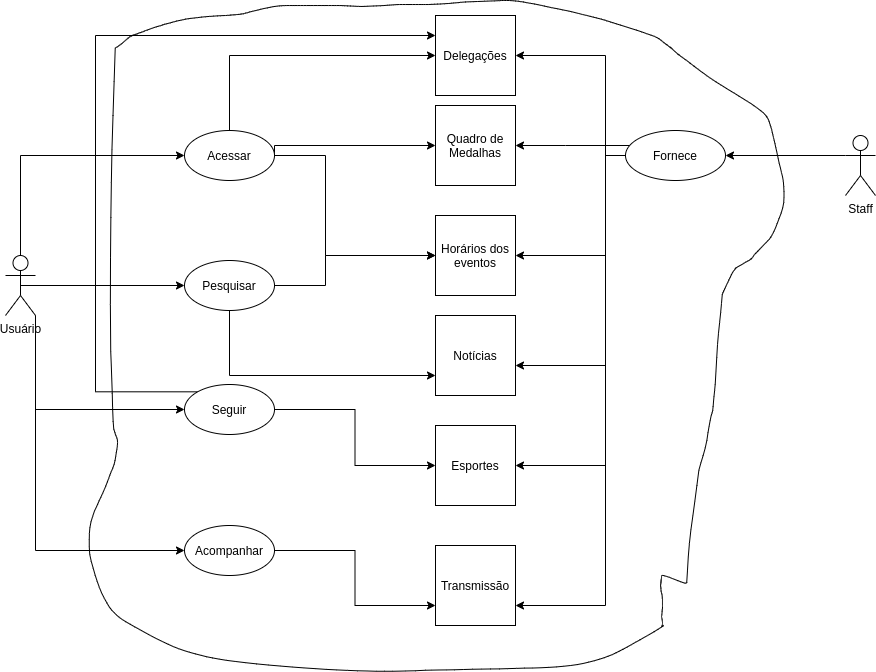 Delegações
Acessar
Quadro de
Medalhas
Fornece
Staff
Horários dos
eventos
Pesquisar
Usuário
Notícias
Seguir
Esportes
Acompanhar
Transmissão